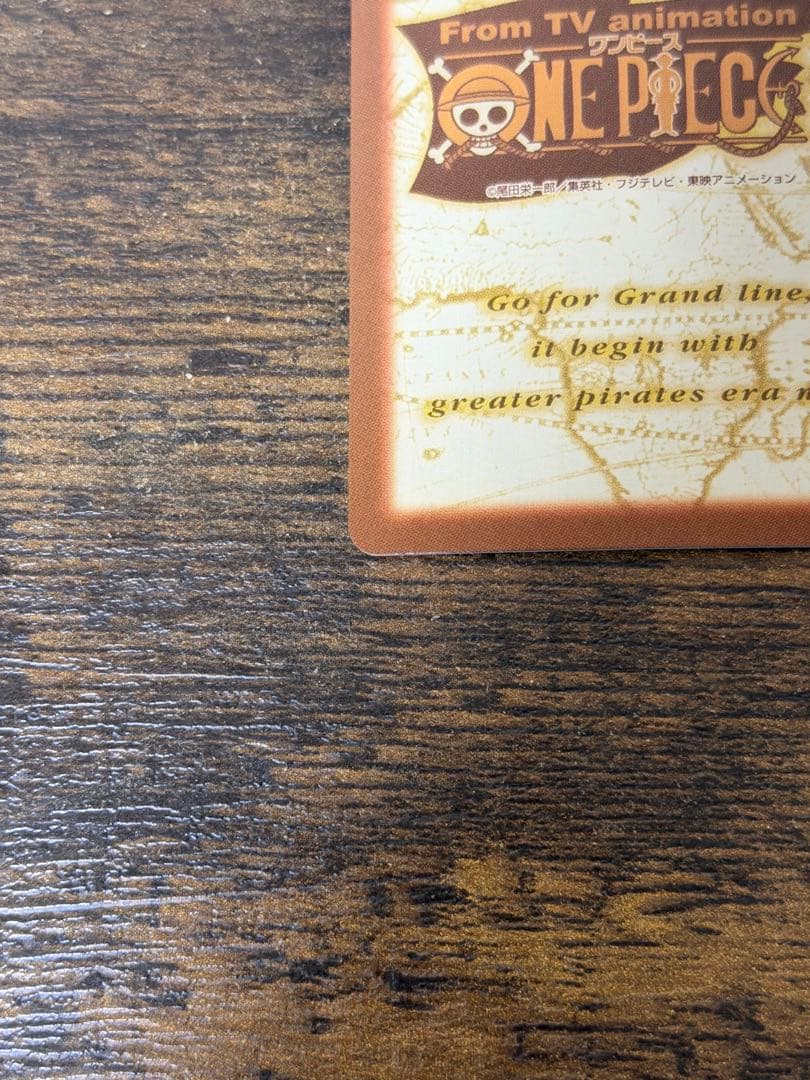 From TV animation
ワンピース
ONE PIECE
©尾田栄一郎／集英社・フジテレビ・東映アニメーション
Go for Grand line,
it begin with
greater pirates era